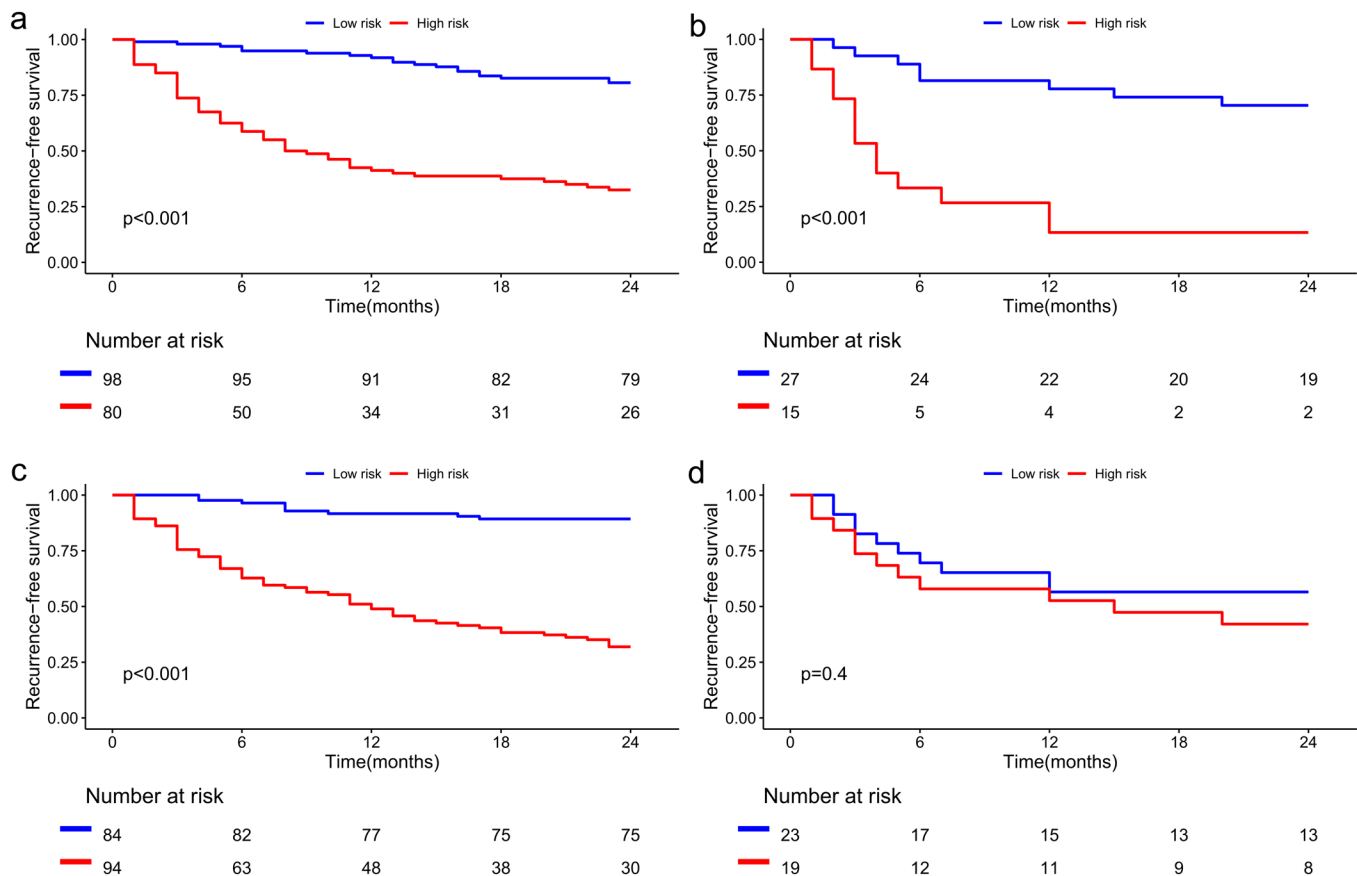 a
Low risk High risk
Recurrence−free survival
1.00
0.75
0.50
0.25
0.00
p<0.001
0 6 12 18 24
Time(months)
Number at risk
98 95 91 82 79
80 50 34 31 26
b
Low risk High risk
Recurrence−free survival
1.00
0.75
0.50
0.25
0.00
p<0.001
0 6 12 18 24
Time(months)
Number at risk
27 24 22 20 19
15 5 4 2 2
c
Low risk High risk
Recurrence−free survival
1.00
0.75
0.50
0.25
0.00
p<0.001
0 6 12 18 24
Time(months)
Number at risk
84 82 77 75 75
94 63 48 38 30
d
Low risk High risk
Recurrence−free survival
1.00
0.75
0.50
0.25
0.00
p=0.4
0 6 12 18 24
Time(months)
Number at risk
23 17 15 13 13
19 12 11 9 8